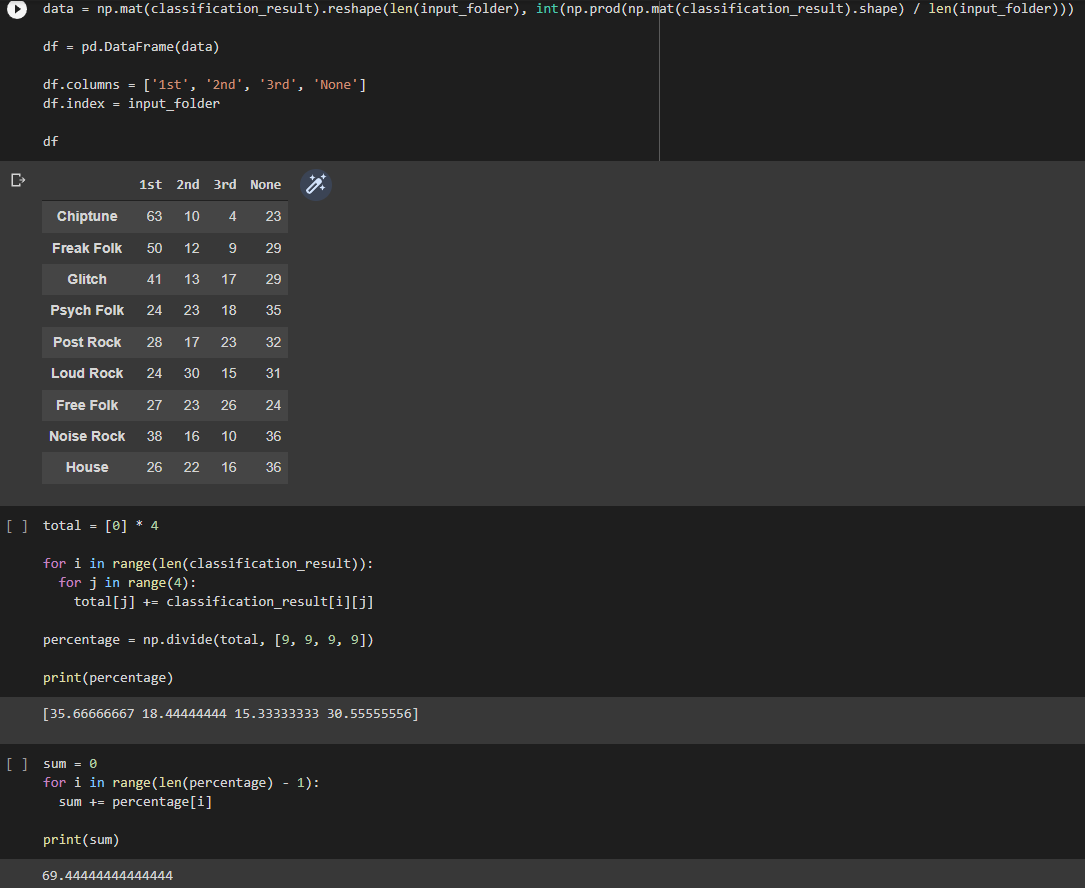 data = np.mat(classification_result).reshape(len(input_folder), int(np.prod(np.mat(classification_result).shape) / len(input_folder)))
df = pd.DataFrame(data)
df.columns = ['1st', '2nd', '3rd', 'None']
df.index = input_folder
df
1st 2nd 3rd None
Chiptune 63 10 4 23
Freak Folk 50 12 9 29
Glitch 41 13 17 29
Psych Folk 24 23 18 35
Post Rock 28 17 23 32
Loud Rock 24 30 15 31
Free Folk 27 23 26 24
Noise Rock 38 16 10 36
House 26 22 16 36
[ ] total = [0] * 4
for i in range(len(classification_result)):
  for j in range(4):
    total[j] += classification_result[i][j]
percentage = np.divide(total, [9, 9, 9, 9])
print(percentage)
[35.66666667 18.44444444 15.33333333 30.55555556]
[ ] sum = 0
for i in range(len(percentage) - 1):
  sum += percentage[i]
print(sum)
69.44444444444444